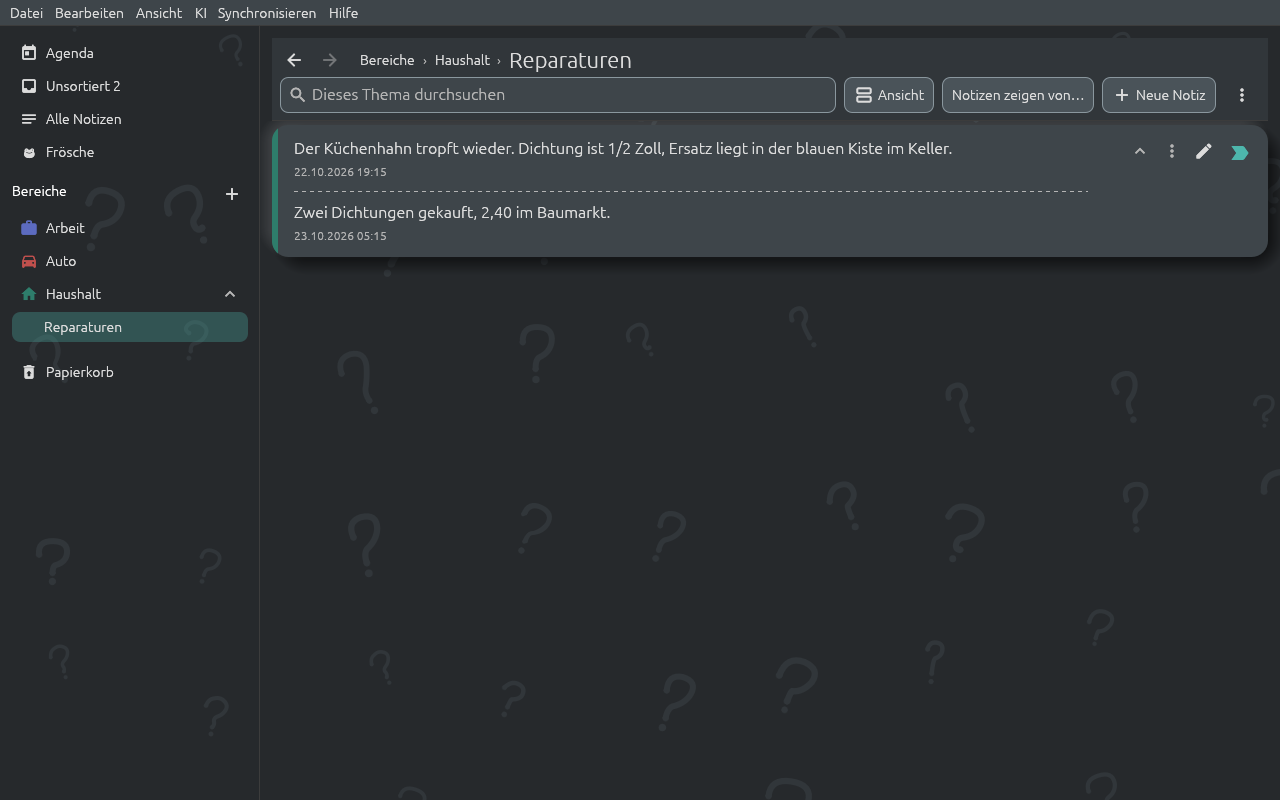 Datei Bearbeiten Ansicht KI Synchronisieren Hilfe
Agenda
Unsortiert 2
Alle Notizen
Frösche
Bereiche
Arbeit
Auto
Haushalt
Reparaturen
Papierkorb
Bereiche › Haushalt › Reparaturen
Dieses Thema durchsuchen
Ansicht
Notizen zeigen von…
Neue Notiz
Der Küchenhahn tropft wieder. Dichtung ist 1/2 Zoll, Ersatz liegt in der blauen Kiste im Keller.
22.10.2026 19:15
Zwei Dichtungen gekauft, 2,40 im Baumarkt.
23.10.2026 05:15